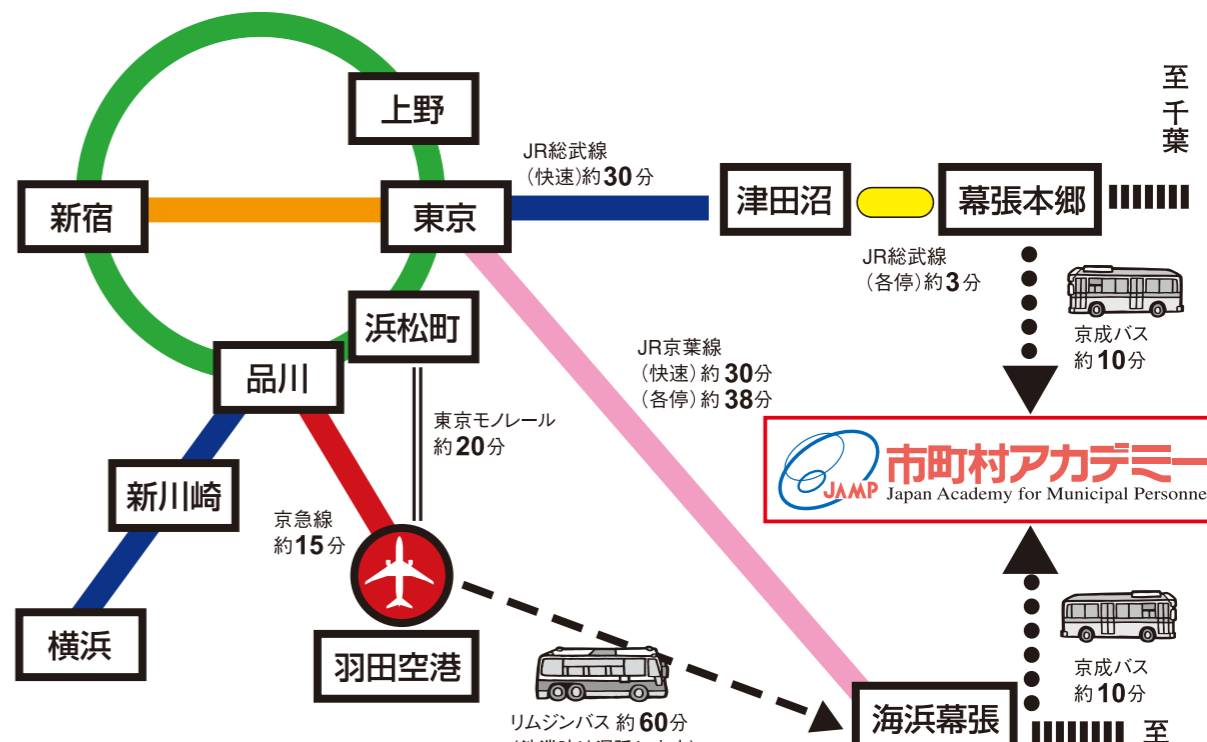 上野
新宿
東京
JR総武線
（快速）約30分
津田沼
幕張本郷
至千葉
JR総武線
（各停）約3分
京成バス
約10分
浜松町
品川
東京モノレール
約20分
JR京葉線
（快速）約30分
（各停）約38分
JAMP
市町村アカデミー
Japan Academy for Municipal Personne
新川崎
京急線
約15分
横浜
羽田空港
リムジンバス 約60分
海浜幕張
京成バス
約10分
至